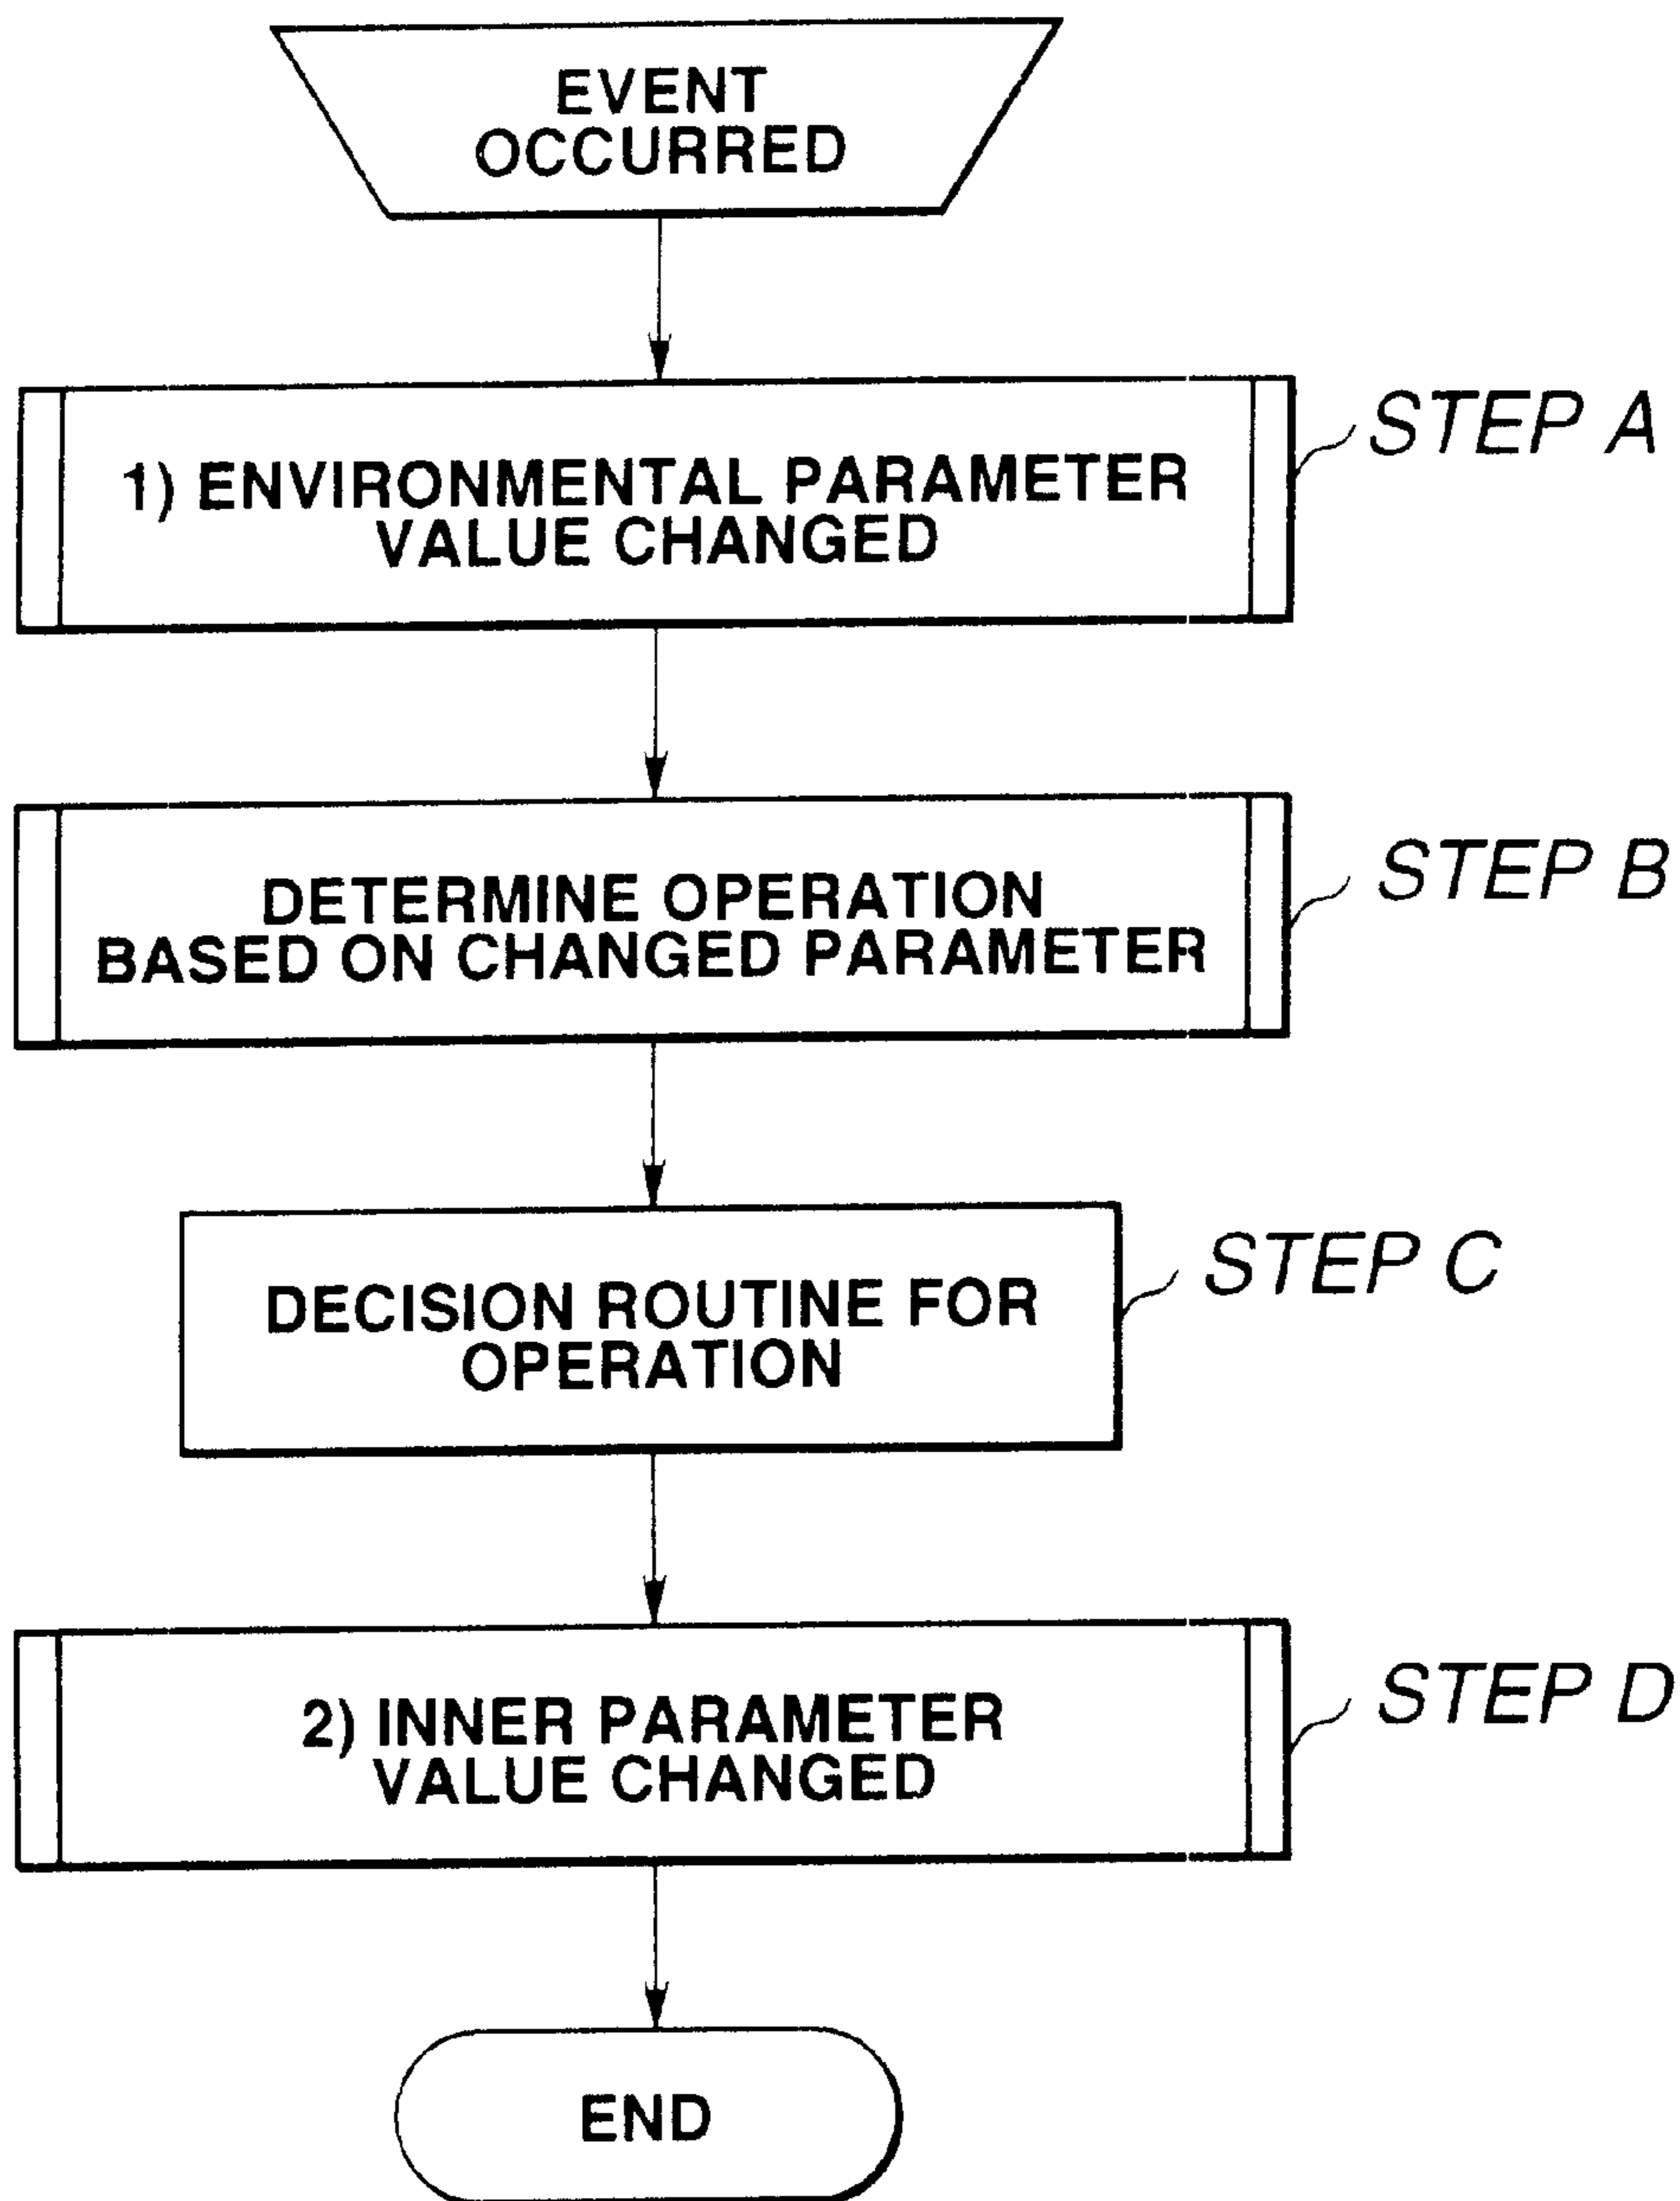 EVENT
OCCURRED
1) ENVIRONMENTAL PARAMETER
VALUE CHANGED
STEP A
DETERMINE OPERATION
BASED ON CHANGED PARAMETER
STEP B
DECISION ROUTINE FOR
OPERATION
STEP C
2) INNER PARAMETER
VALUE CHANGED
STEP D
END